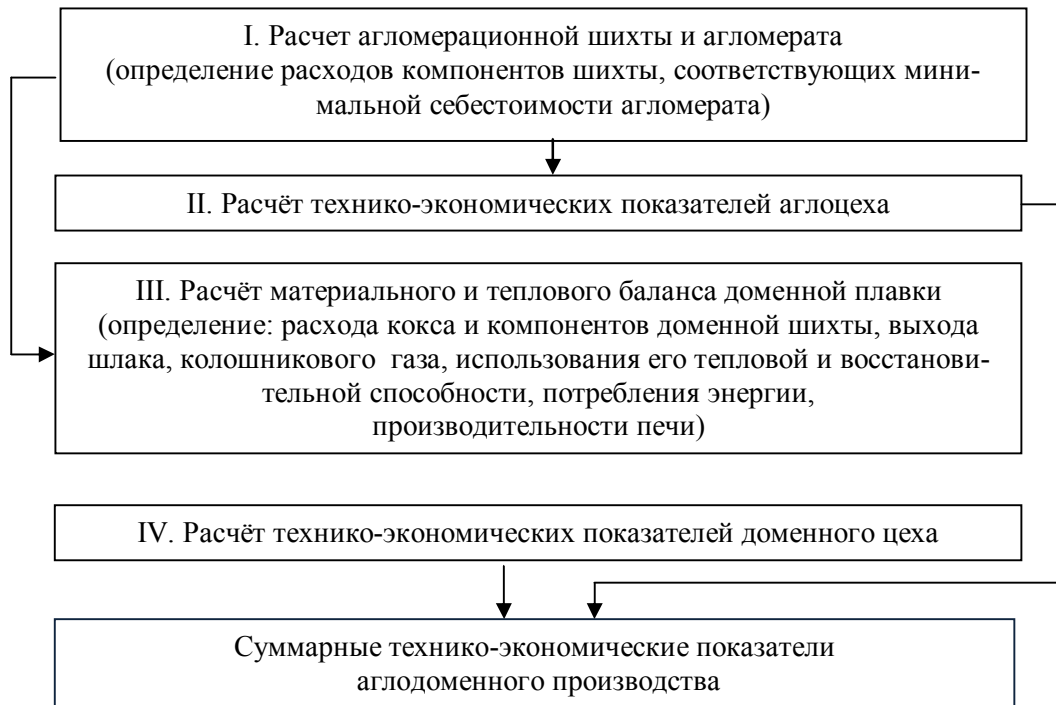 I. Расчет агломерационной шихты и агломерата
(определение расходов компонентов шихты, соответствующих мини-
мальной себестоимости агломерата)
II. Расчёт технико-экономических показателей аглоцеха
III. Расчёт материального и теплового баланса доменной плавки
(определение: расхода кокса и компонентов доменной шихты, выхода
шлака, колошникового газа, использования его тепловой и восстанови-
тельной способности, потребления энергии,
производительности печи)
IV. Расчёт технико-экономических показателей доменного цеха
Суммарные технико-экономические показатели
аглодоменного производства